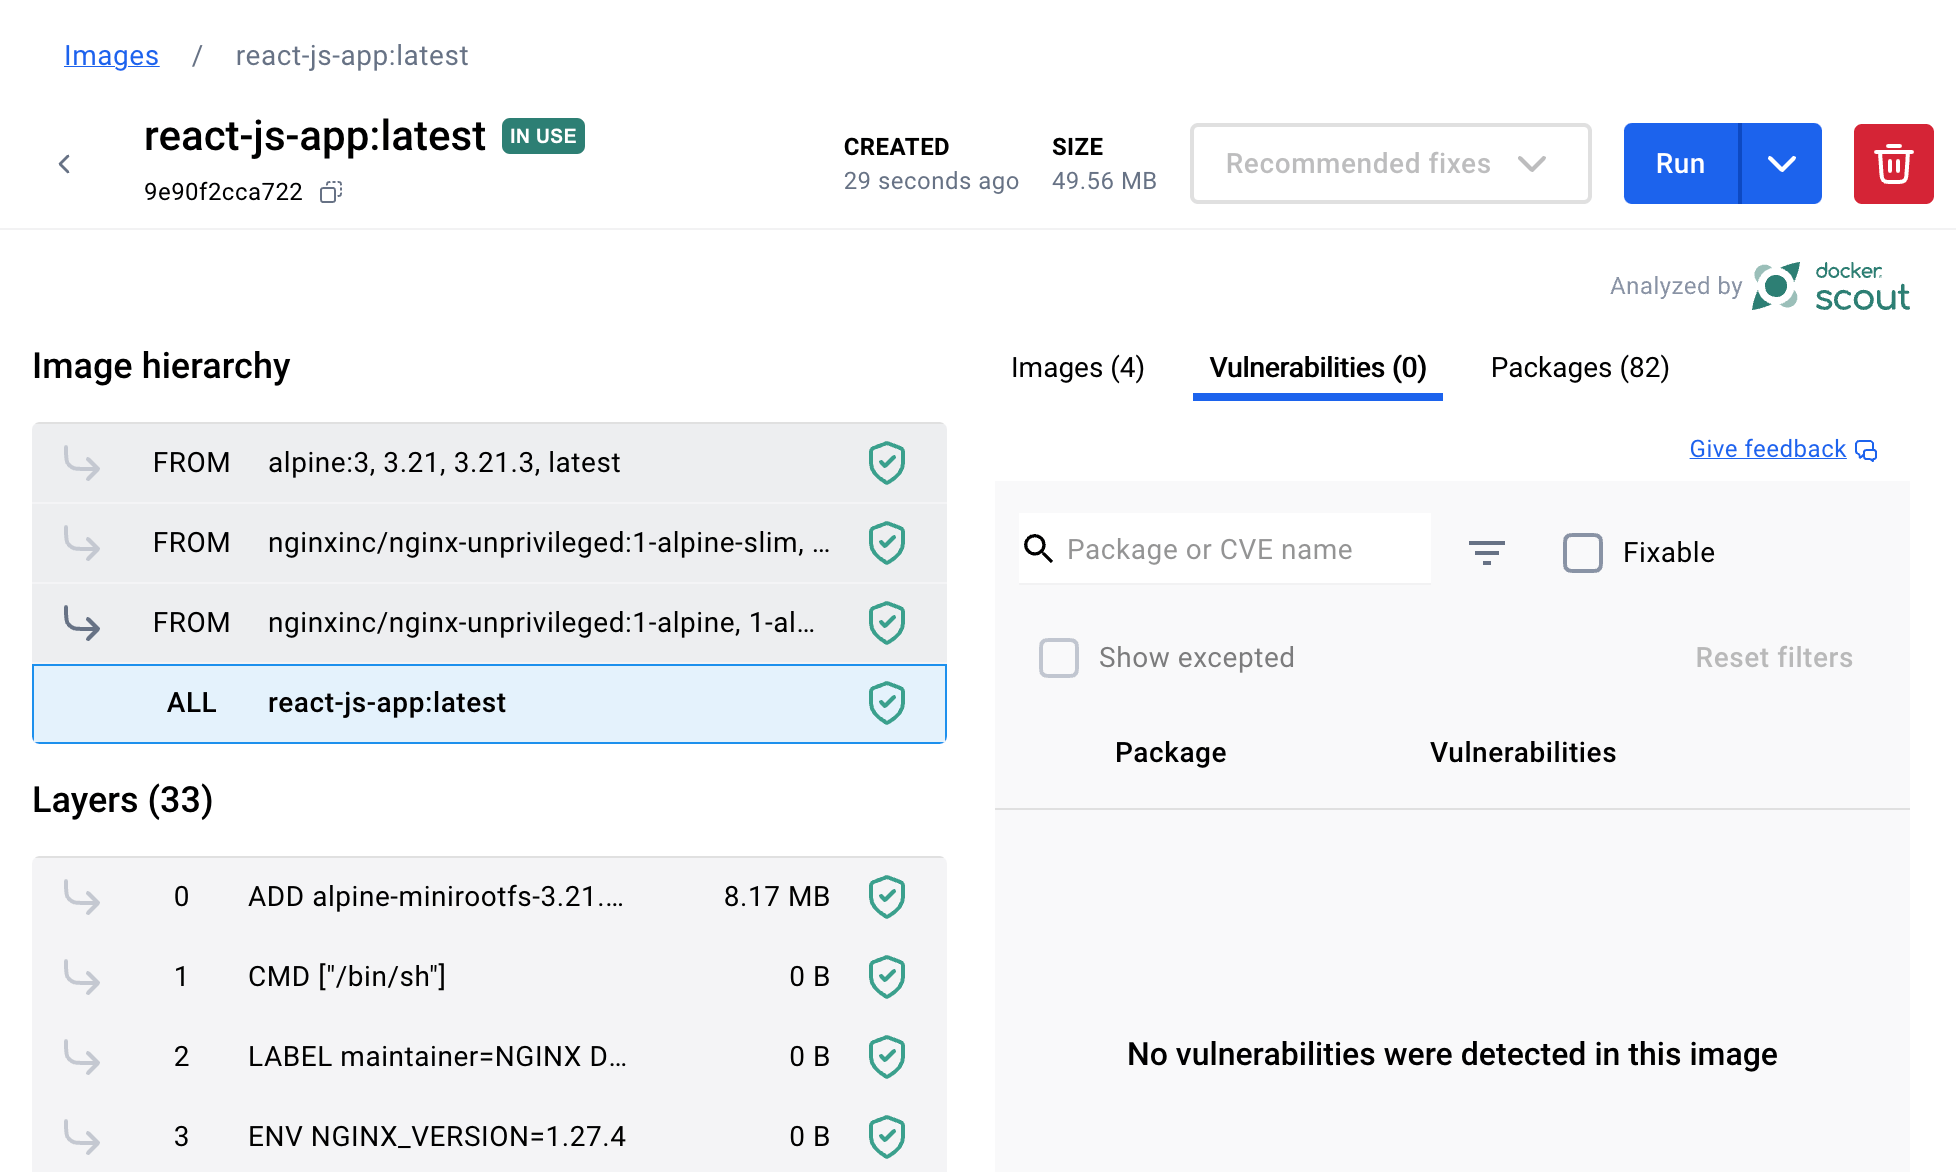 Images / react-js-app:latest
react-js-app:latest IN USE
9e90f2cca722
CREATED
29 seconds ago
SIZE
49.56 MB
Recommended fixes
Run
Analyzed by docker scout
Image hierarchy
FROM alpine:3, 3.21, 3.21.3, latest
FROM nginxinc/nginx-unprivileged:1-alpine-slim, ...
FROM nginxinc/nginx-unprivileged:1-alpine, 1-al...
ALL react-js-app:latest
Layers (33)
0 ADD alpine-minirootfs-3.21.... 8.17 MB
1 CMD ["/bin/sh"] 0 B
2 LABEL maintainer=NGINX D... 0 B
3 ENV NGINX_VERSION=1.27.4 0 B
Images (4) Vulnerabilities (0) Packages (82)
Give feedback
Package or CVE name
Fixable
Show excepted
Reset filters
Package Vulnerabilities
No vulnerabilities were detected in this image